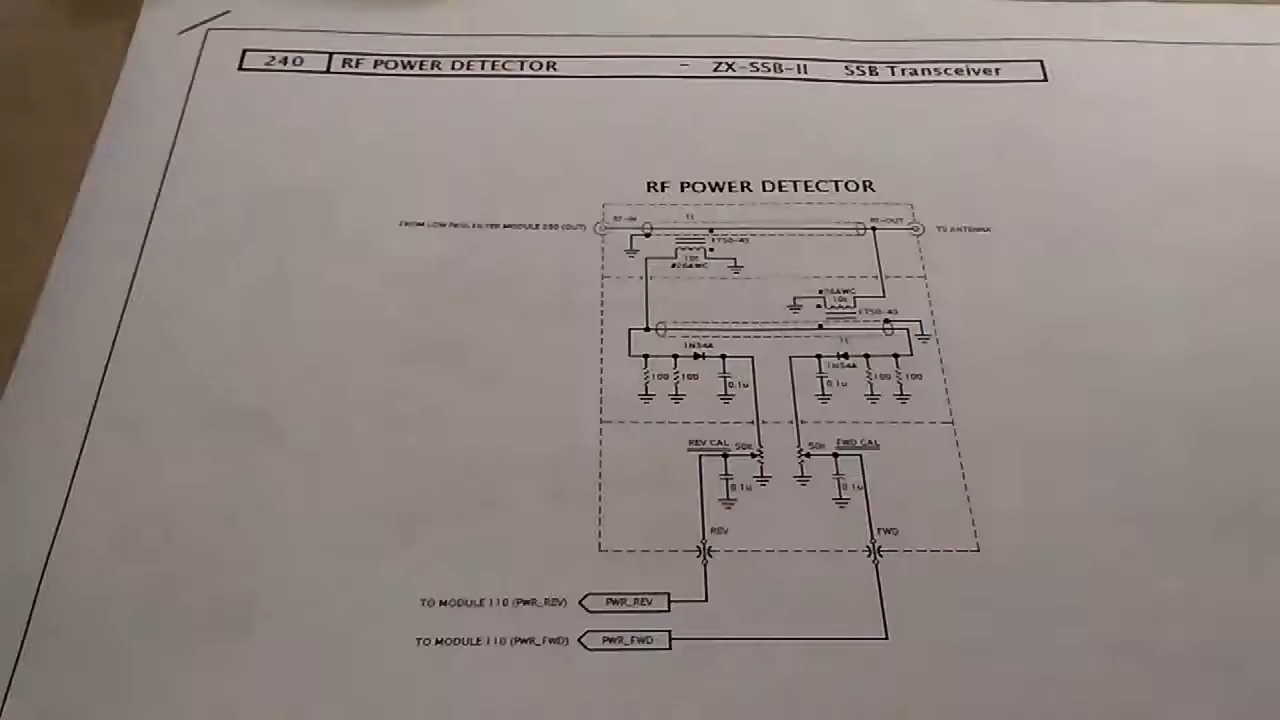 240 RF POWER DETECTOR - ZX-SSB-II SSB Transceiver
RF POWER DETECTOR
FROM LOW PASS FILTER MODULE 230 (OUT) RF-IN T1 RF-OUT TO ANTENNA
FT50-43
10t
#26AWG
#26AWG
10t
FT50-43
1N34A T1
1N34A
100 100 0.1u 0.1u 100 100
REV CAL 50K 50K FWD CAL
0.1u 0.1u
REV FWD
TO MODULE 110 (PWR_REV) PWR_REV
TO MODULE 110 (PWR_FWD) PWR_FWD